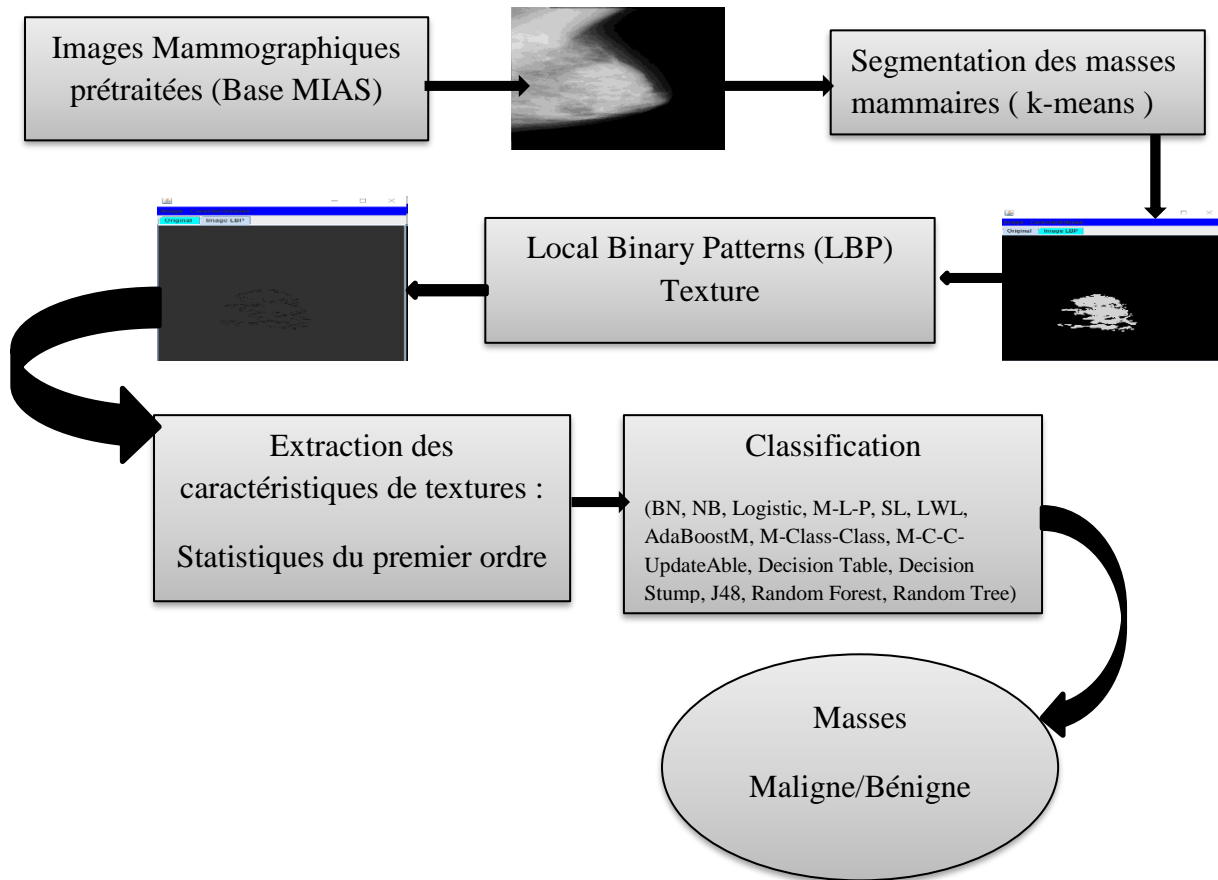 Images Mammographiques
prétraitées (Base MIAS)
Segmentation des masses
mammaires ( k-means )
Original Image LBP
Local Binary Patterns (LBP)
Texture
Original Image LBP
Extraction des
caractéristiques de textures :
Statistiques du premier ordre
Classification
(BN, NB, Logistic, M-L-P, SL, LWL,
AdaBoostM, M-Class-Class, M-C-C-
UpdateAble, Decision Table, Decision
Stump, J48, Random Forest, Random Tree)
Masses
Maligne/Bénigne